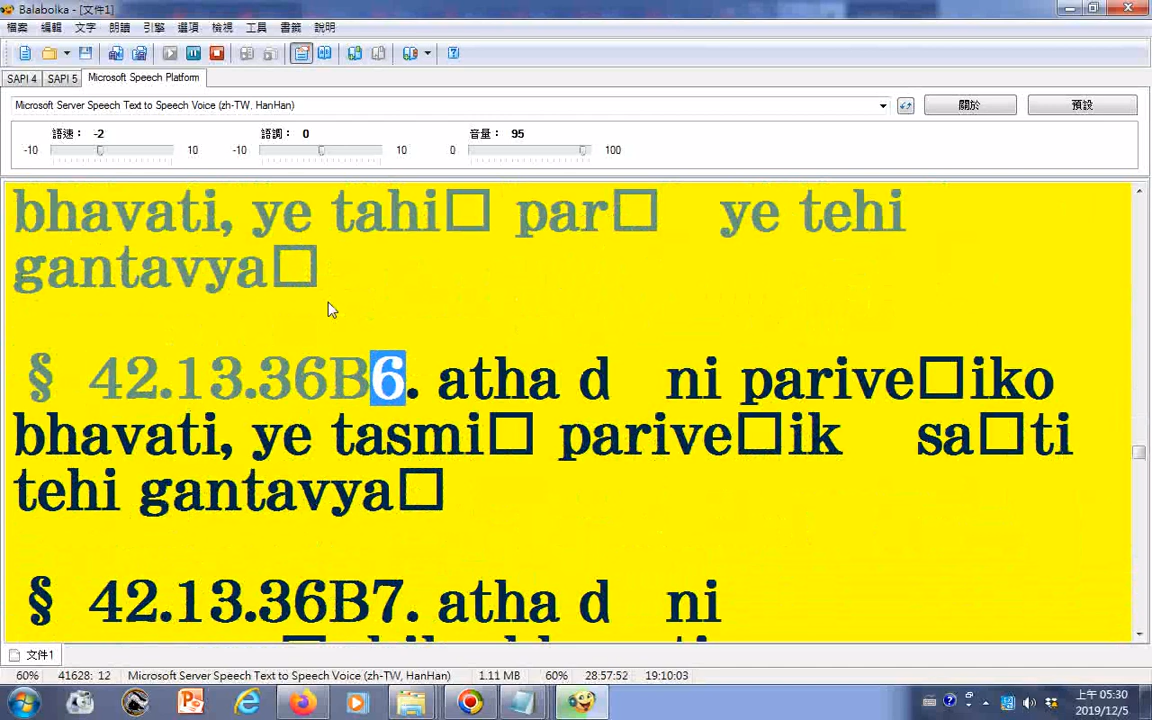 Balabolka - [文件1]
檔案 編輯 文字 朗讀 引擎 選項 檢視 工具 書籤 說明
SAPI 4 SAPI 5 Microsoft Speech Platform
Microsoft Server Speech Text to Speech Voice (zh-TW, HanHan) 關於 預設
語速： -2 語調： 0 音量： 95
-10 10 -10 10 0 100
bhavati, ye tahi□ par□ ye tehi
gantavya□
§ 42.13.36B6. atha d ni parive□iko
bhavati, ye tasmi□ parive□ik sa□ti
tehi gantavya□
§ 42.13.36B7. atha d ni
文件1
60% 41628: 12 Microsoft Server Speech Text to Speech Voice (zh-TW, HanHan) 1.11 MB 60% 28:57:52 19:10:03
上午 05:30
2019/12/5